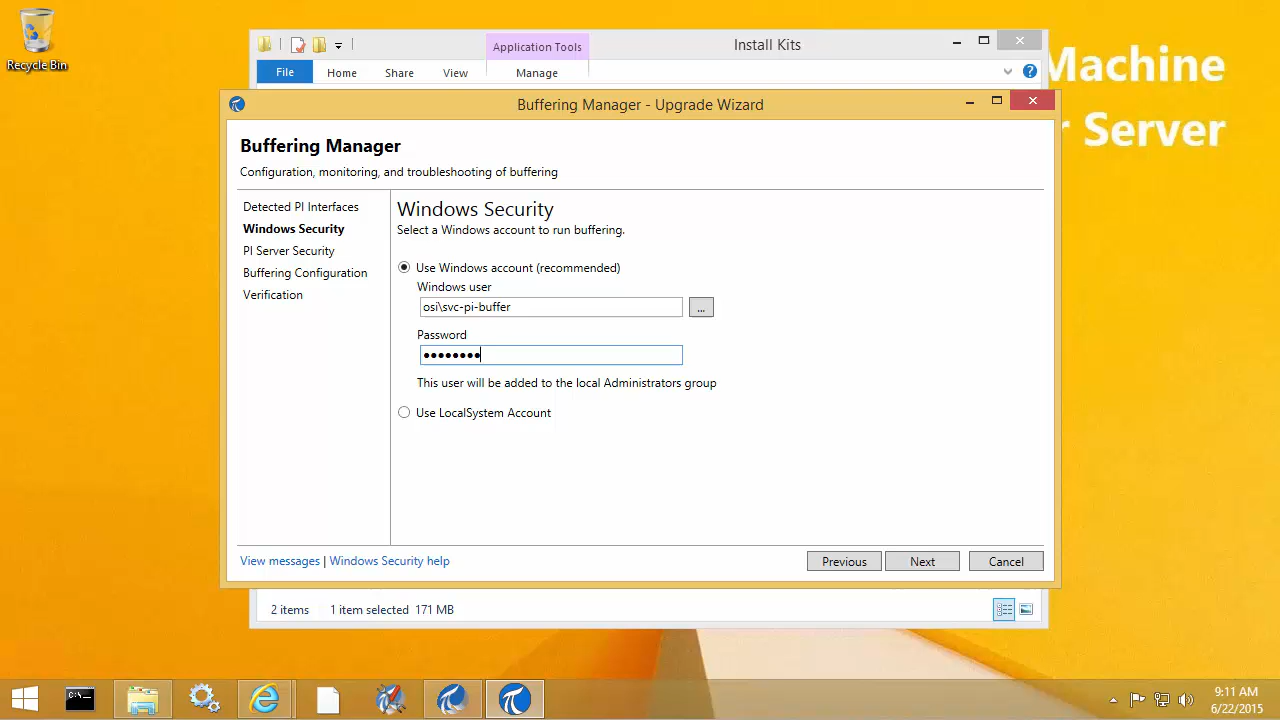 Recycle Bin
Machine
Server
Application Tools
Install Kits
File
Home
Share
View
Manage
Buffering Manager - Upgrade Wizard
Buffering Manager
Configuration, monitoring, and troubleshooting of buffering
Detected PI Interfaces
Windows Security
PI Server Security
Buffering Configuration
Verification
Windows Security
Select a Windows account to run buffering.
Use Windows account (recommended)
Windows user
osi\svc-pi-buffer
...
Password
••••••••
This user will be added to the local Administrators group
Use LocalSystem Account
View messages | Windows Security help
Previous
Next
Cancel
2 items
1 item selected 171 MB
C:\_
9:11 AM
6/22/2015